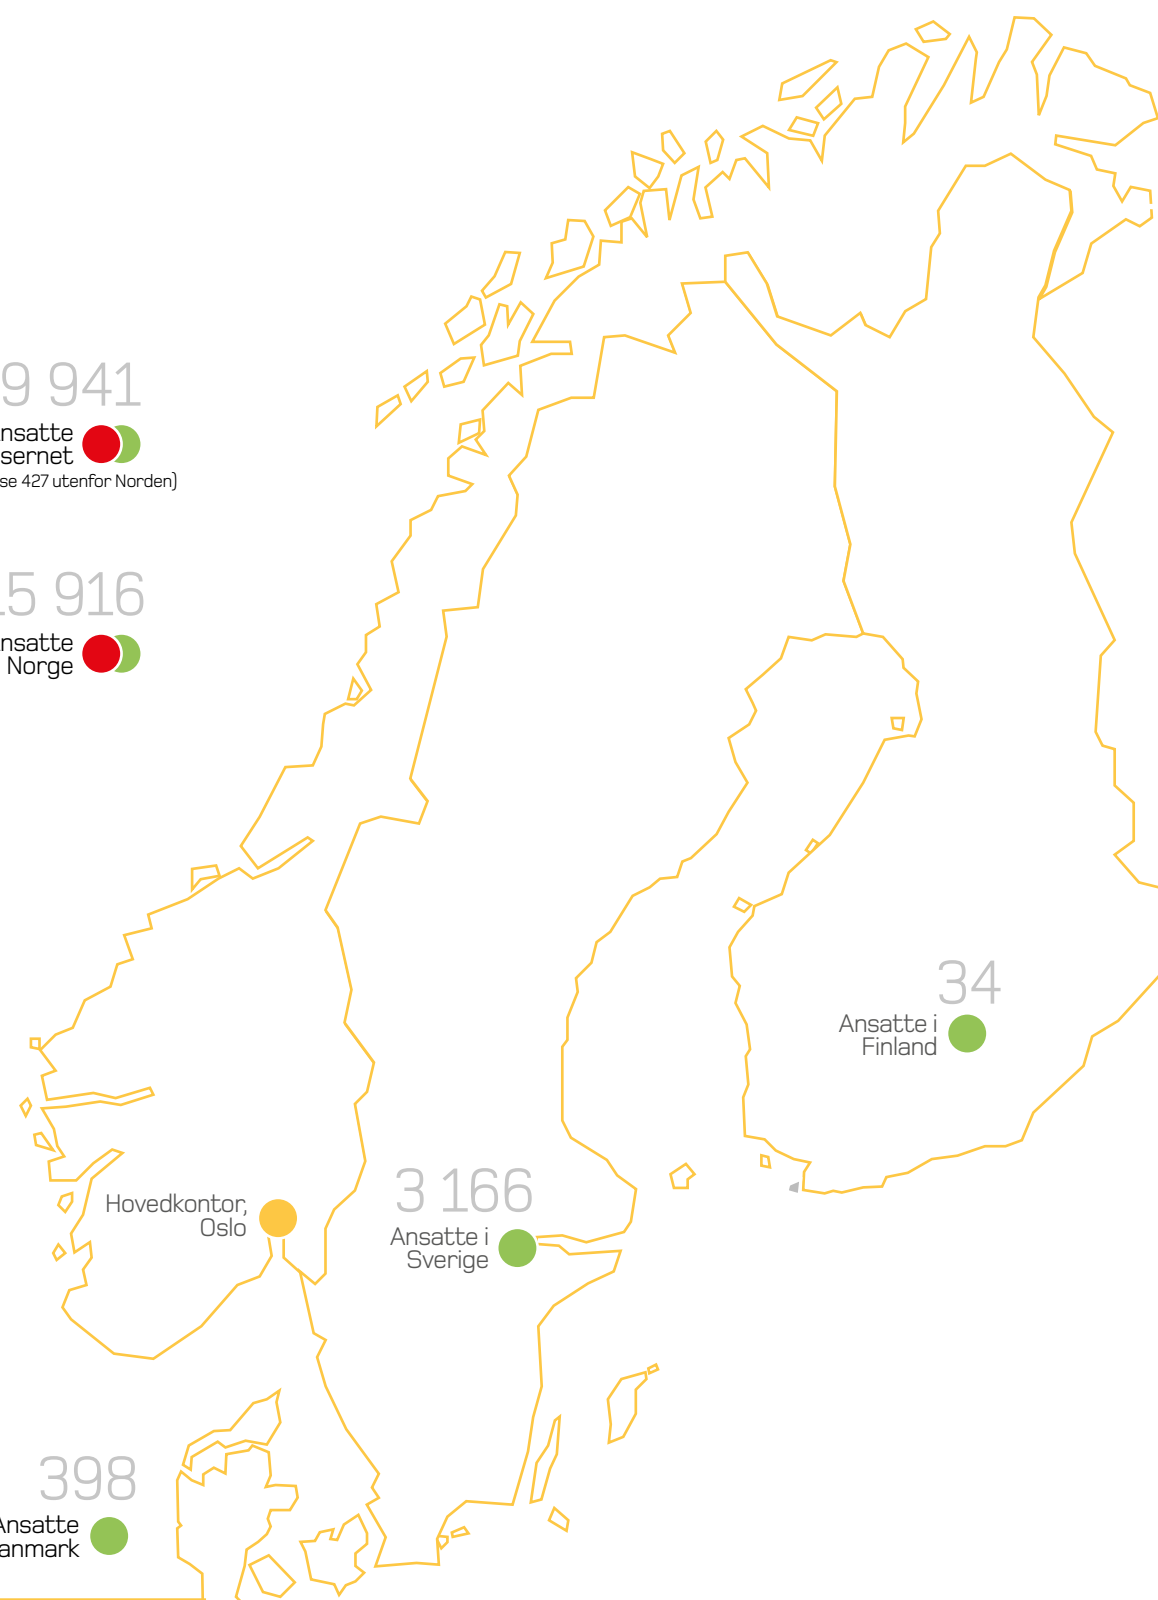 9 941
nsatte
sernet
se 427 utenfor Norden)
5 916
nsatte
Norge
34
Ansatte i
Finland
3 166
Ansatte i
Sverige
Hovedkontor,
Oslo
398
Ansatte
anmark